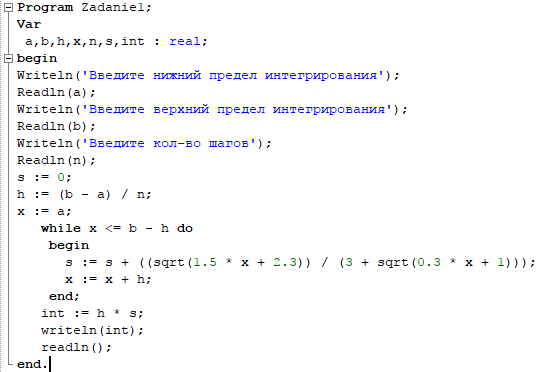 Program Zadanie1;
Var
a,b,h,x,n,s,int : real;
begin
Writeln('Введите нижний предел интегрирования');
Readln(a);
Writeln('Введите верхний предел интегрирования');
Readln(b);
Writeln('Введите кол-во шагов');
Readln(n);
s := 0;
h := (b - a) / n;
x := a;
while x <= b - h do
begin
s := s + ((sqrt(1.5 * x + 2.3)) / (3 + sqrt(0.3 * x + 1)));
x := x + h;
end;
int := h * s;
writeln(int);
readln();
end.